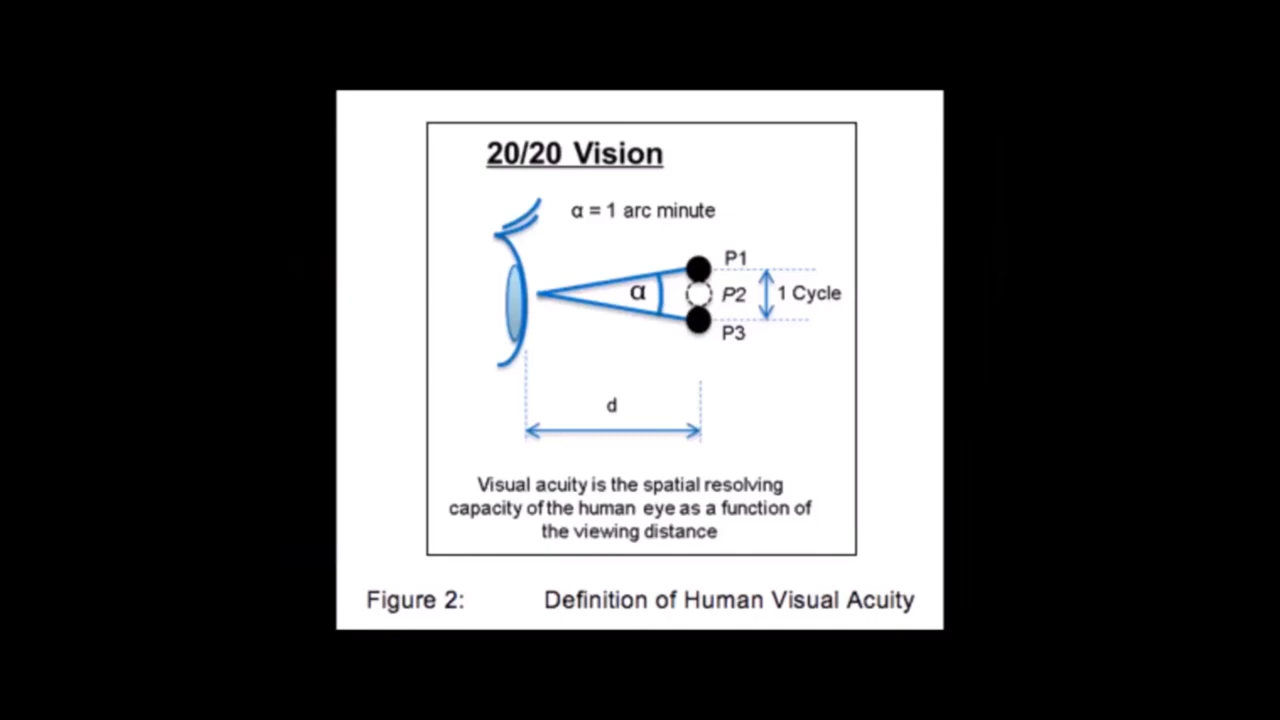 20/20 Vision
α = 1 arc minute
P1
α
P2
1 Cycle
P3
d
Visual acuity is the spatial resolving
capacity of the human eye as a function of
the viewing distance
Figure 2: Definition of Human Visual Acuity